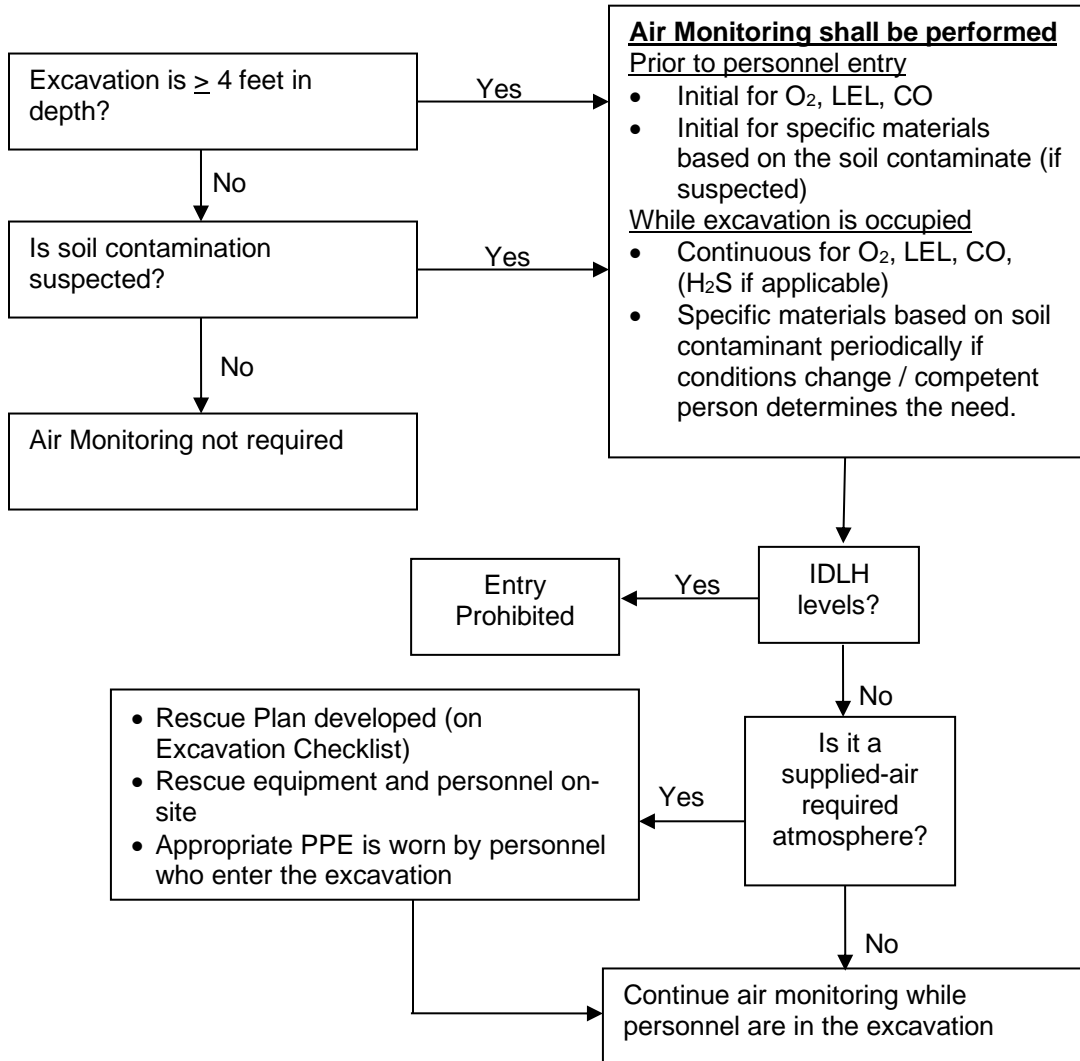 Excavation is ≥ 4 feet in
depth?
Yes
No
Is soil contamination
suspected?
Yes
No
Air Monitoring not required
Air Monitoring shall be performed
Prior to personnel entry
• Initial for O₂, LEL, CO
• Initial for specific materials
based on the soil contaminate (if
suspected)
While excavation is occupied
• Continuous for O₂, LEL, CO,
(H₂S if applicable)
• Specific materials based on soil
contaminant periodically if
conditions change / competent
person determines the need.
IDLH
levels?
Yes
Entry
Prohibited
No
Is it a
supplied-air
required
atmosphere?
Yes
• Rescue Plan developed (on
Excavation Checklist)
• Rescue equipment and personnel on-
site
• Appropriate PPE is worn by personnel
who enter the excavation
No
Continue air monitoring while
personnel are in the excavation